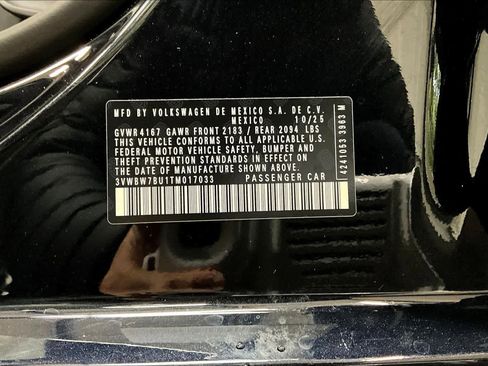 MFD BY VOLKSWAGEN DE MEXICO S.A. DE C.V.
MEXICO 10/25
GVWR 4167 GAWR FRONT 2183 / REAR 2094 LBS
THIS VEHICLE CONFORMS TO ALL APPLICABLE U.S.
FEDERAL MOTOR VEHICLE SAFETY, BUMPER AND
THEFT PREVENTION STANDARDS IN EFFECT ON
THE DATE OF MANUFACTURE SHOWN ABOVE
3VWBW7BU1TM017033 PASSENGER CAR
4241053 3963 M